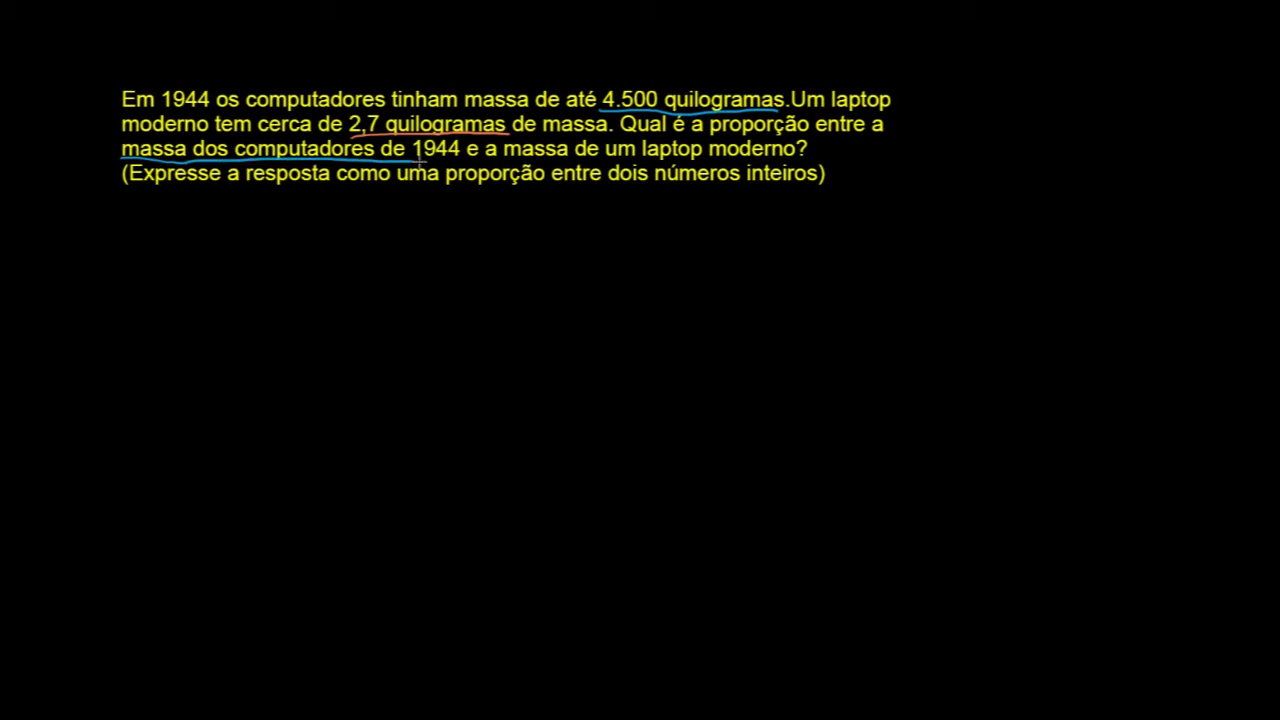 Em 1944 os computadores tinham massa de até 4.500 quilogramas.Um laptop
moderno tem cerca de 2,7 quilogramas de massa. Qual é a proporção entre a
massa dos computadores de 1944 e a massa de um laptop moderno?
(Expresse a resposta como uma proporção entre dois números inteiros)